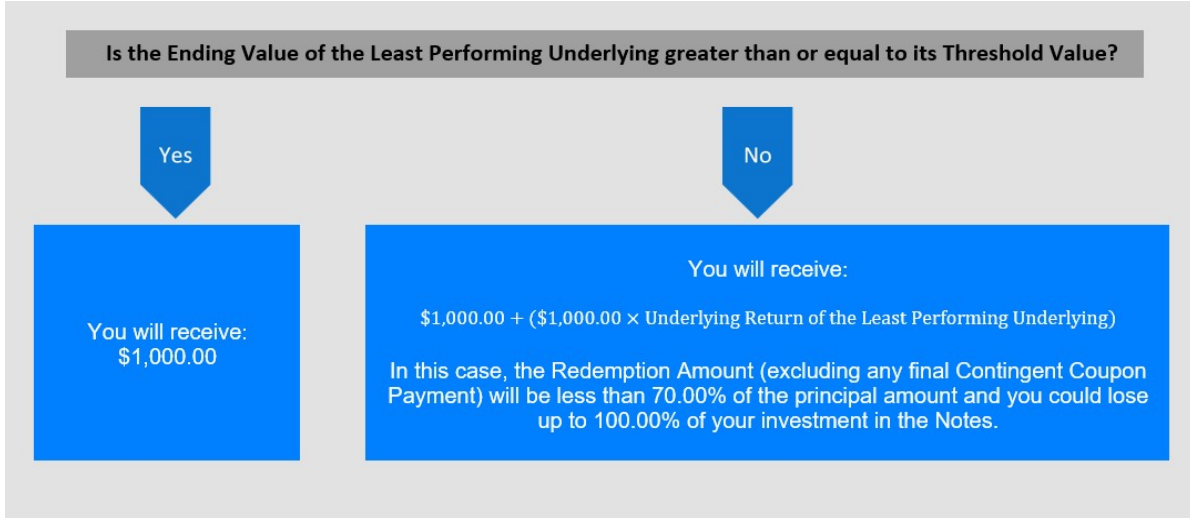 Is the Ending Value of the Least Performing Underlying greater than or equal to its Threshold Value?
Yes
No
You will receive:
$1,000.00
You will receive:
$1,000.00 + ($1,000.00 × Underlying Return of the Least Performing Underlying)
In this case, the Redemption Amount (excluding any final Contingent Coupon
Payment) will be less than 70.00% of the principal amount and you could lose
up to 100.00% of your investment in the Notes.